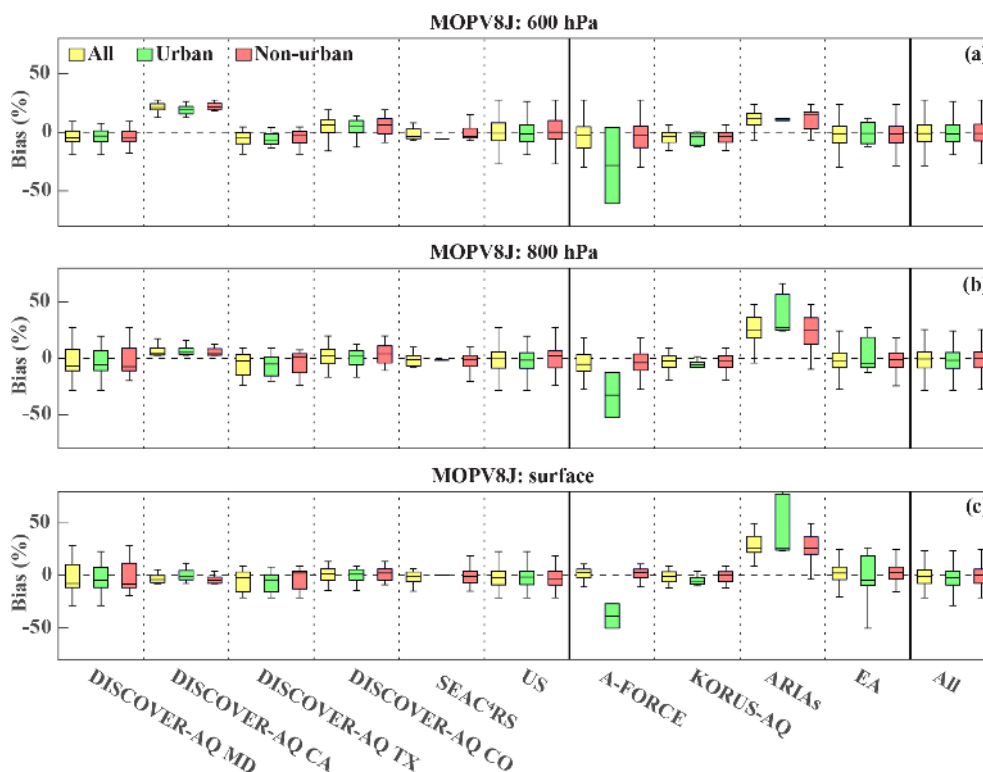 MOPV8J: 600 hPa
All Urban Non-urban (a)
50
0
-50
Bias (%)
MOPV8J: 800 hPa
(b)
50
0
-50
Bias (%)
MOPV8J: surface
(c)
50
0
-50
Bias (%)
DISCOVER-AQ MD
DISCOVER-AQ CA
DISCOVER-AQ TX
DISCOVER-AQ CO
SEAC⁴RS
US
A-FORCE
KORUS-AQ
ARIAs
EA
All